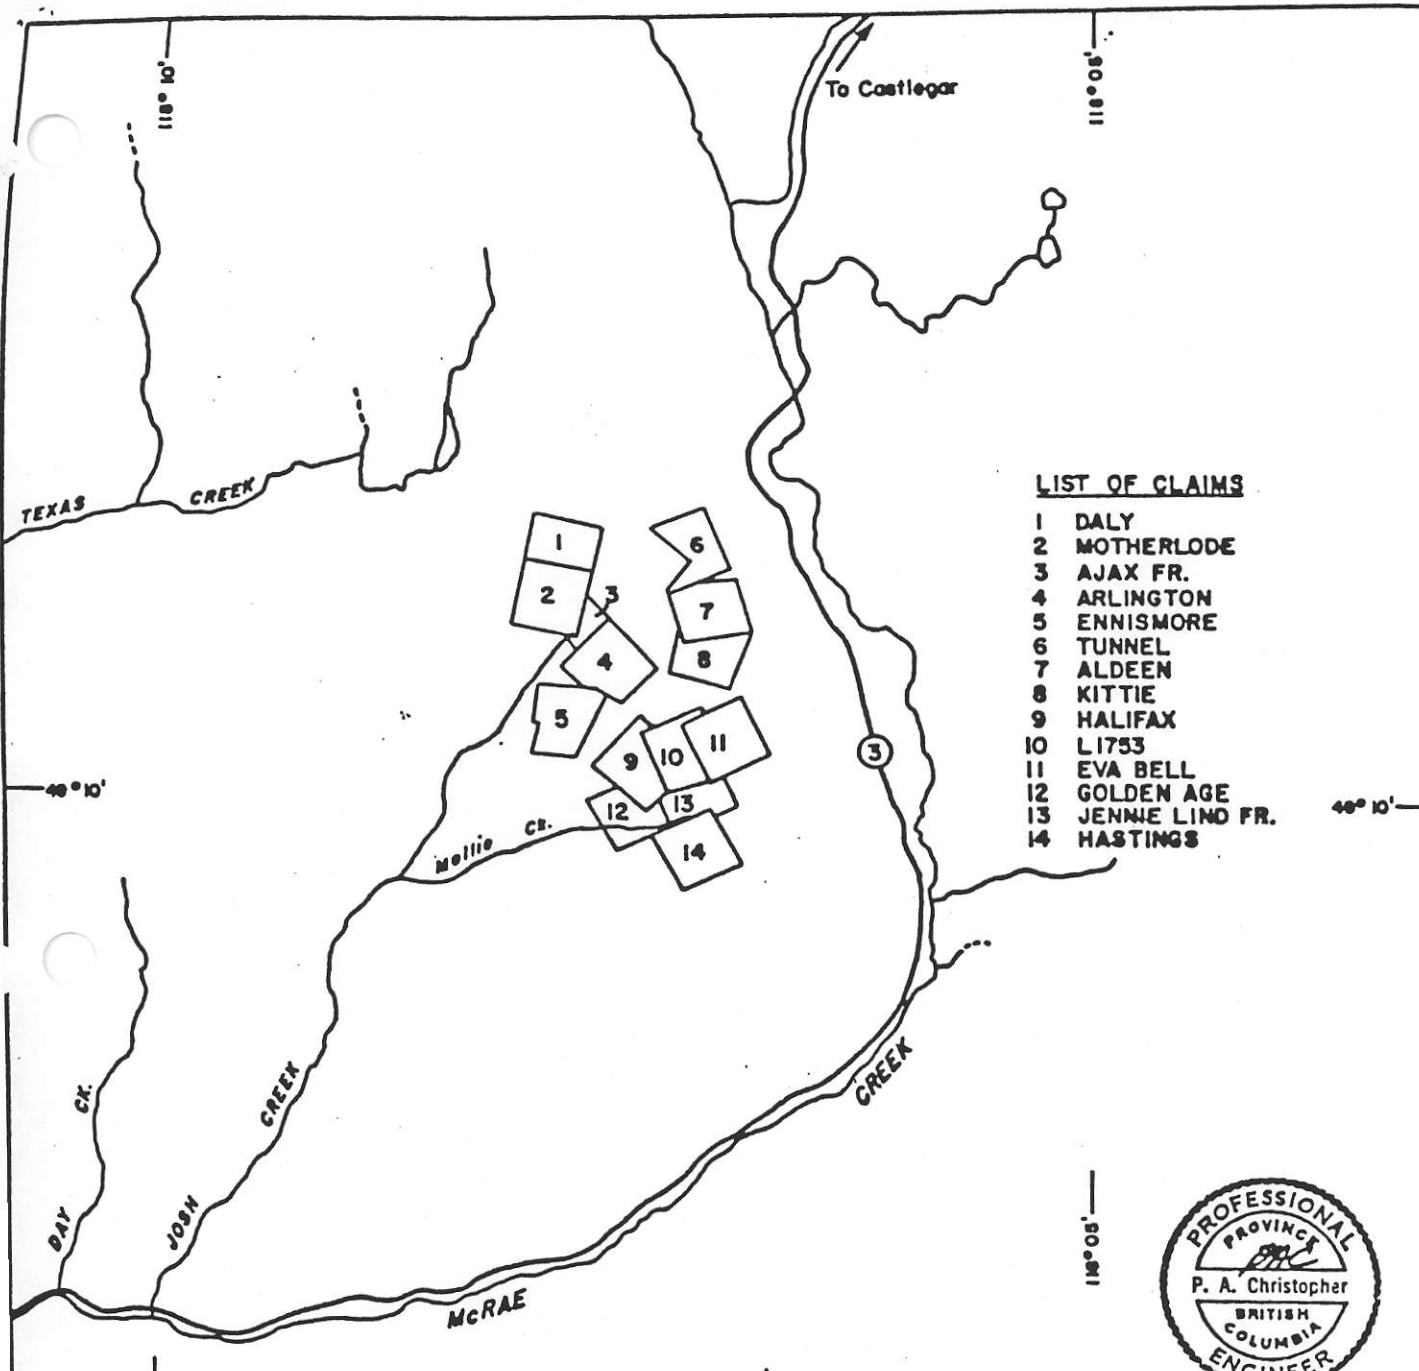 118° 10'
To Castlegar
118° 05'
TEXAS CREEK
LIST OF CLAIMS
1 DALY
2 MOTHERLODE
3 AJAX FR.
4 ARLINGTON
5 ENNISMORE
6 TUNNEL
7 ALDEEN
8 KITTIE
9 HALIFAX
10 L1753
11 EVA BELL
12 GOLDEN AGE
13 JENNIE LIND FR.
14 HASTINGS
1
2
3
4
5
6
7
8
9
10
11
12
13
14
3
49° 10'
49° 10'
Mollie Ck.
DAY CK.
JOSH CREEK
McRAE CREEK
118° 05'
PROFESSIONAL
PROVINCE
P. A. Christopher
BRITISH
COLUMBIA
ENGINEER